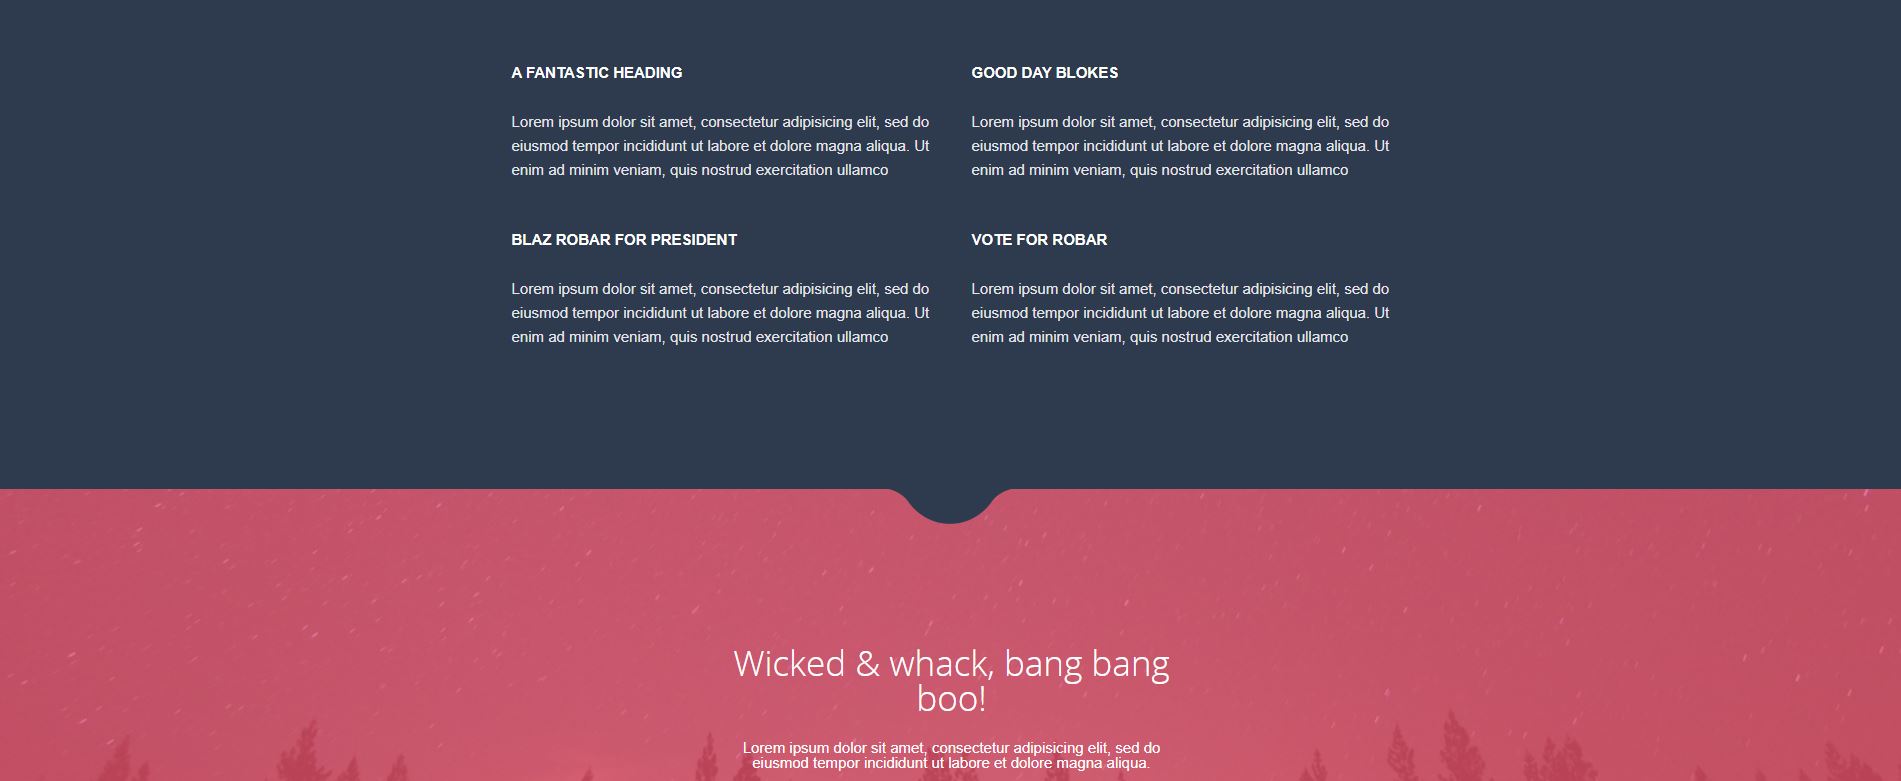 A FANTASTIC HEADING
Lorem ipsum dolor sit amet, consectetur adipisicing elit, sed do
eiusmod tempor incididunt ut labore et dolore magna aliqua. Ut
enim ad minim veniam, quis nostrud exercitation ullamco
GOOD DAY BLOKES
Lorem ipsum dolor sit amet, consectetur adipisicing elit, sed do
eiusmod tempor incididunt ut labore et dolore magna aliqua. Ut
enim ad minim veniam, quis nostrud exercitation ullamco
BLAZ ROBAR FOR PRESIDENT
Lorem ipsum dolor sit amet, consectetur adipisicing elit, sed do
eiusmod tempor incididunt ut labore et dolore magna aliqua. Ut
enim ad minim veniam, quis nostrud exercitation ullamco
VOTE FOR ROBAR
Lorem ipsum dolor sit amet, consectetur adipisicing elit, sed do
eiusmod tempor incididunt ut labore et dolore magna aliqua. Ut
enim ad minim veniam, quis nostrud exercitation ullamco
Wicked & whack, bang bang
boo!
Lorem ipsum dolor sit amet, consectetur adipisicing elit, sed do
eiusmod tempor incididunt ut labore et dolore magna aliqua.